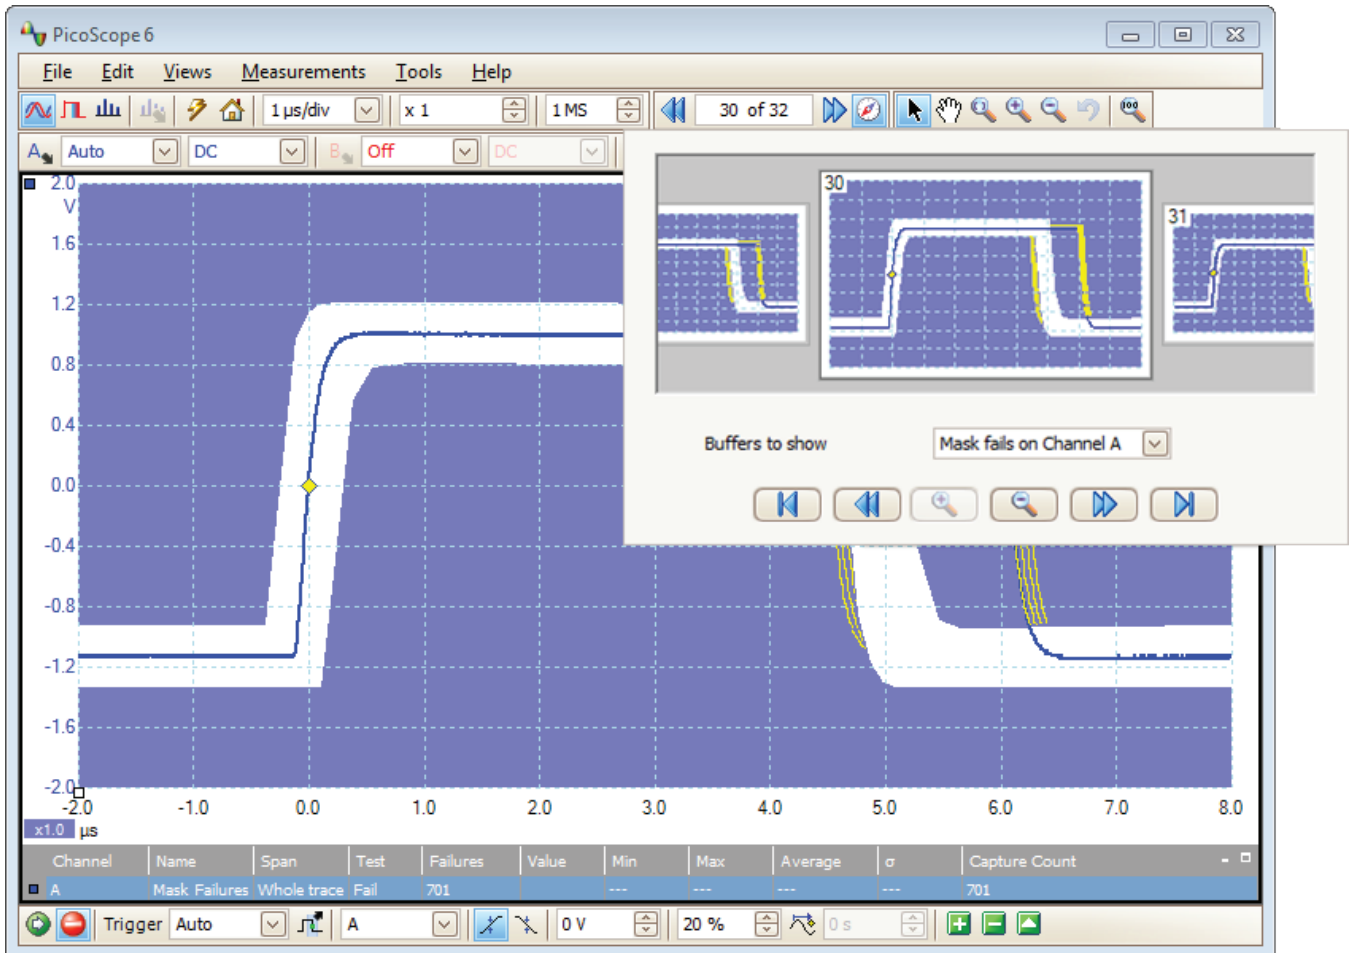 PicoScope 6
File Edit Views Measurements Tools Help
1 µs/div x 1 1 MS 30 of 32
A Auto DC B Off DC
30
31
Buffers to show Mask fails on Channel A
2.0
V
1.6
1.2
0.8
0.4
0.0
-0.4
-0.8
-1.2
-1.6
-2.0
-2.0 -1.0 0.0 1.0 2.0 3.0 4.0 5.0 6.0 7.0 8.0
x1.0 µs
Channel Name Span Test Failures Value Min Max Average σ Capture Count
A Mask Failures Whole trace Fail 701 --- --- --- --- 701
Trigger Auto A 0 V 20 % 0 s